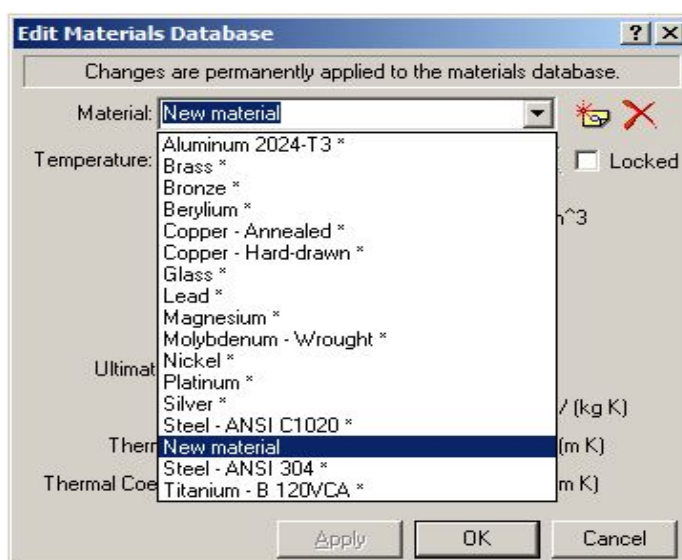 Edit Materials Database
Changes are permanently applied to the materials database.
Material: New material
Temperature:
Locked
Aluminum 2024-T3 *
Brass *
Bronze *
Berylium *
Copper - Annealed *
Copper - Hard-drawn *
Glass *
Lead *
Magnesium *
Molybdenum - Wrought *
Nickel *
Platinum *
Silver *
Steel - ANSI C1020 *
New material
Steel - ANSI 304 *
Titanium - B 120VCA *
^3
Ultimat
/ (kg K)
Therr
(m K)
Thermal Coe
m K)
Apply OK Cancel